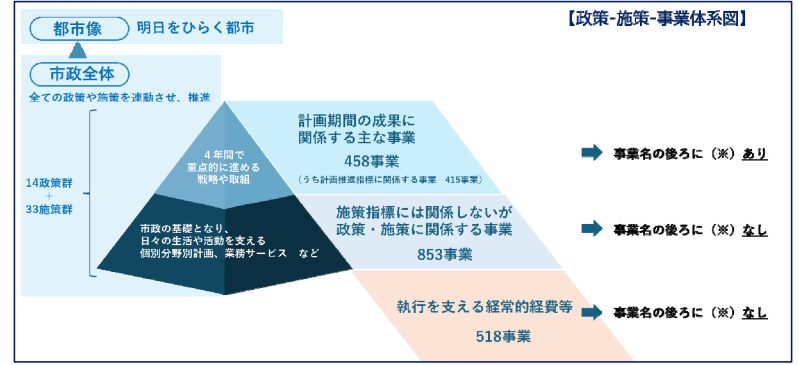 【政策-施策-事業体系図】
都市像
明日をひらく都市
市政全体
全ての政策や施策を連動させ、推進
14政策群
+
33施策群
4年間で
重点的に進める
戦略や取組
市政の基礎となり、
日々の生活や活動を支える
個別分野別計画、業務サービス など
計画期間の成果に
関係する主な事業
458事業
(うち計画推進指標に関係する事業 415事業)
事業名の後ろに(※)あり
施策指標には関係しないが
政策・施策に関係する事業
853事業
事業名の後ろに(※)なし
執行を支える経常的経費等
518事業
事業名の後ろに(※)なし